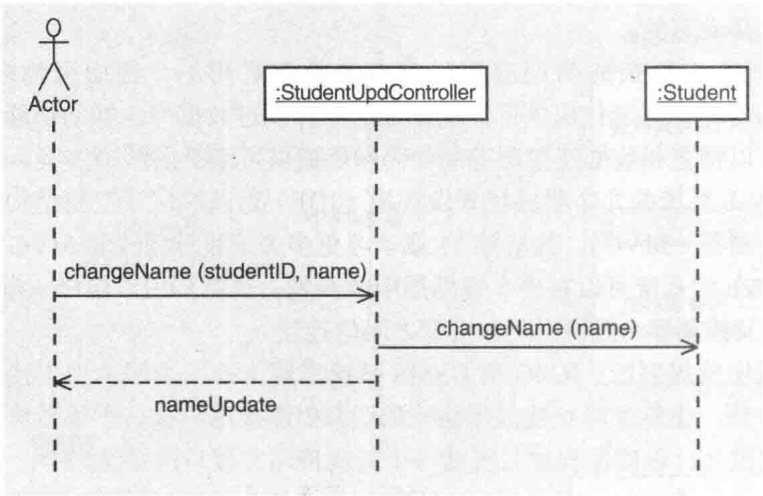 Actor
:StudentUpdController
:Student
changeName (studentID, name)
changeName (name)
nameUpdate